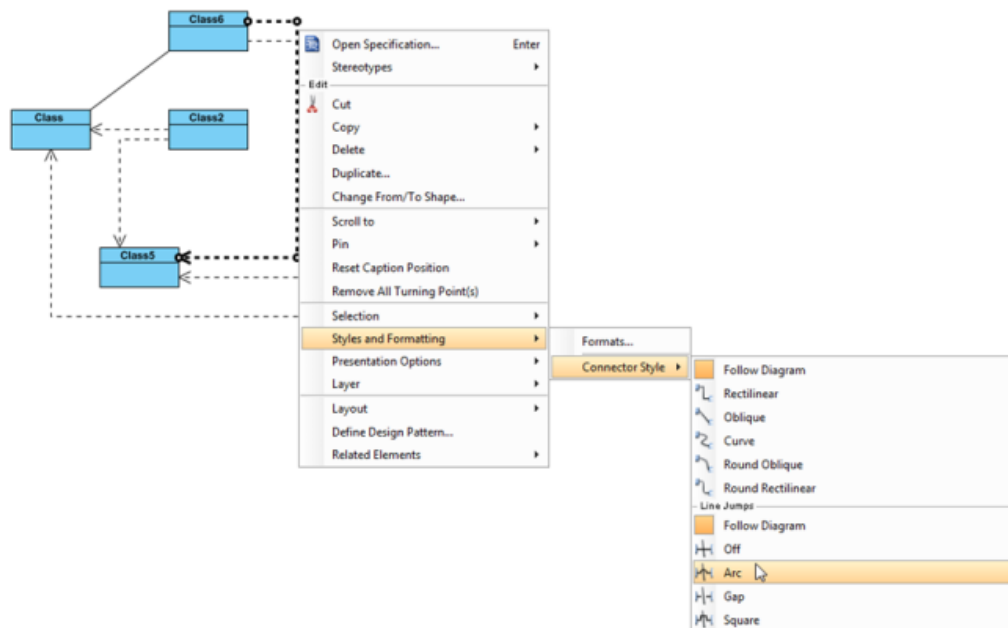 Class6
Class
Class2
Class5
Open Specification... Enter
Stereotypes
Edit
Cut
Copy
Delete
Duplicate...
Change From/To Shape...
Scroll to
Pin
Reset Caption Position
Remove All Turning Point(s)
Selection
Styles and Formatting
Presentation Options
Layer
Layout
Define Design Pattern...
Related Elements
Formats...
Connector Style
Follow Diagram
Rectilinear
Oblique
Curve
Round Oblique
Round Rectilinear
Line Jumps
Follow Diagram
Off
Arc
Gap
Square